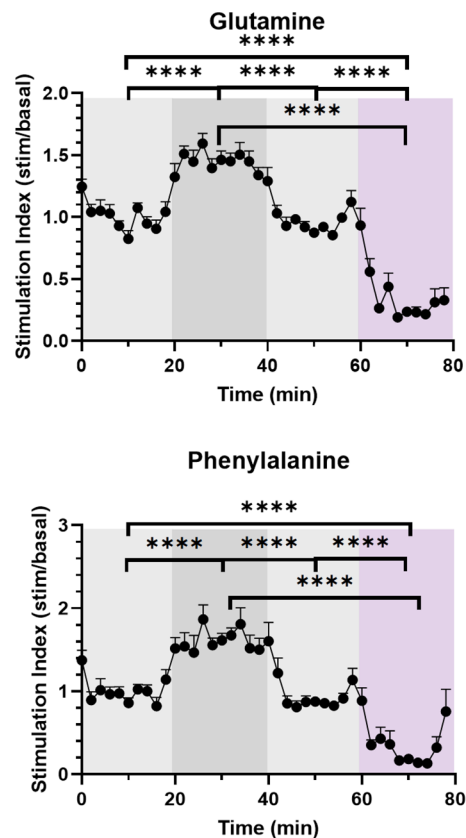 Glutamine
****
**** **** ****
****
2.0
1.5
1.0
0.5
0.0
Stimulation Index (stim/basal)
0 20 40 60 80
Time (min)
Phenylalanine
****
**** **** ****
****
3
2
1
0
Stimulation Index (stim/basal)
0 20 40 60 80
Time (min)